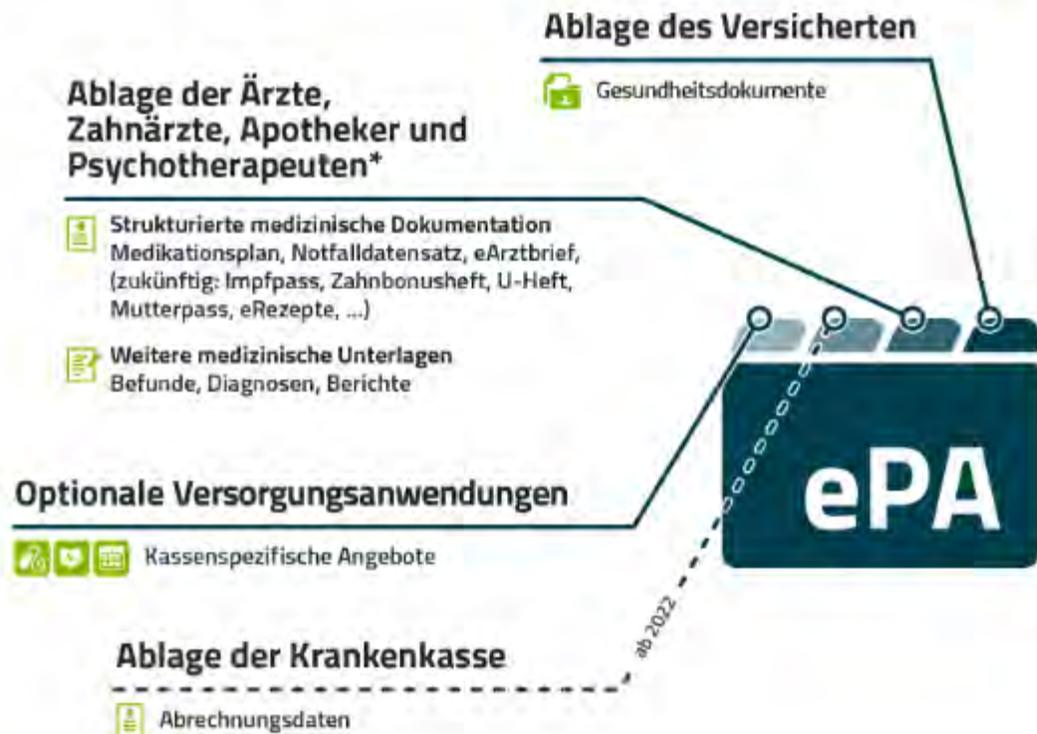 Ablage des Versicherten
Gesundheitsdokumente
Ablage der Ärzte,
Zahnärzte, Apotheker und
Psychotherapeuten*
Strukturierte medizinische Dokumentation
Medikationsplan, Notfalldatensatz, eArztbrief,
(zukünftig: Impfpass, Zahnbonusheft, U-Heft,
Mutterpass, eRezepte, ...)
Weitere medizinische Unterlagen
Befunde, Diagnosen, Berichte
ePA
Optionale Versorgungsanwendungen
Kassenspezifische Angebote
ab 2022
Ablage der Krankenkasse
Abrechnungsdaten